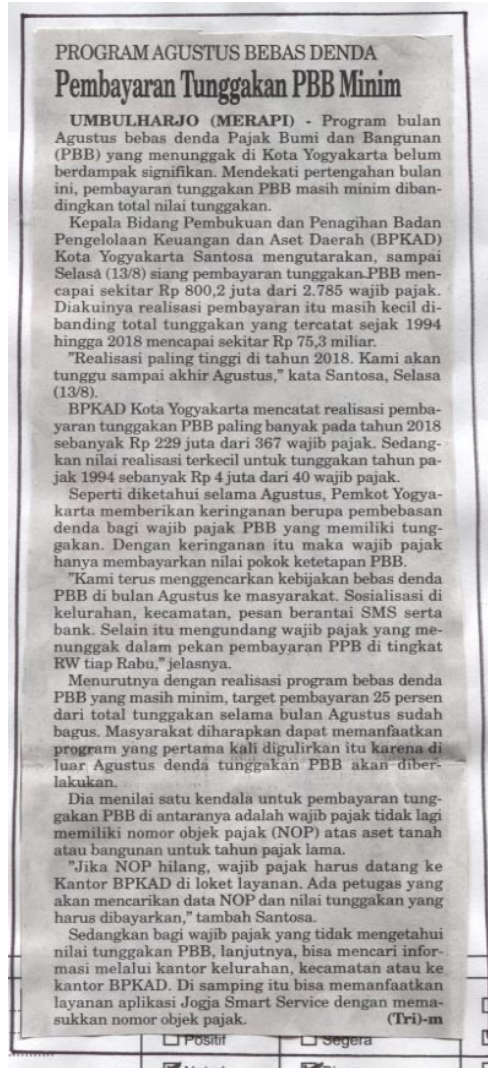 PROGRAM AGUSTUS BEBAS DENDA
Pembayaran Tunggakan PBB Minim
UMBULHARJO (MERAPI) - Program bulan
Agustus bebas denda Pajak Bumi dan Bangunan
(PBB) yang menunggak di Kota Yogyakarta belum
berdampak signifikan. Mendekati pertengahan bulan
ini, pembayaran tunggakan PBB masih minim diban-
dingkan total nilai tunggakan.
Kepala Bidang Pembukuan dan Penagihan Badan
Pengelolaan Keuangan dan Aset Daerah (BPKAD)
Kota Yogyakarta Santosa mengutarakan, sampai
Selasa (13/8) siang pembayaran tunggakan PBB men-
capai sekitar Rp 800,2 juta dari 2.785 wajib pajak.
Diakuinya realisasi pembayaran itu masih kecil di-
banding total tunggakan yang tercatat sejak 1994
hingga 2018 mencapai sekitar Rp 75,3 miliar.
"Realisasi paling tinggi di tahun 2018. Kami akan
tunggu sampai akhir Agustus," kata Santosa, Selasa
(13/8).
BPKAD Kota Yogyakarta mencatat realisasi pemba-
yaran tunggakan PBB paling banyak pada tahun 2018
sebanyak Rp 229 juta dari 367 wajib pajak. Sedang-
kan nilai realisasi terkecil untuk tunggakan tahun pa-
jak 1994 sebanyak Rp 4 juta dari 40 wajib pajak.
Seperti diketahui selama Agustus, Pemkot Yogya-
karta memberikan keringanan berupa pembebasan
denda bagi wajib pajak PBB yang memiliki tung-
gakan. Dengan keringanan itu maka wajib pajak
hanya membayarkan nilai pokok ketetapan PBB.
"Kami terus menggencarkan kebijakan bebas denda
PBB di bulan Agustus ke masyarakat. Sosialisasi di
kelurahan, kecamatan, pesan berantai SMS serta
bank. Selain itu mengundang wajib pajak yang me-
nunggak dalam pekan pembayaran PPB di tingkat
RW tiap Rabu," jelasnya.
Menurutnya dengan realisasi program bebas denda
PBB yang masih minim, target pembayaran 25 persen
dari total tunggakan selama bulan Agustus sudah
bagus. Masyarakat diharapkan dapat memanfaatkan
program yang pertama kali digulirkan itu karena di
luar Agustus denda tunggakan PBB akan diber-
lakukan.
Dia menilai satu kendala untuk pembayaran tung-
gakan PBB di antaranya adalah wajib pajak tidak lagi
memiliki nomor objek pajak (NOP) atas aset tanah
atau bangunan untuk tahun pajak lama.
"Jika NOP hilang, wajib pajak harus datang ke
Kantor BPKAD di loket layanan. Ada petugas yang
akan mencarikan data NOP dan nilai tunggakan yang
harus dibayarkan," tambah Santosa.
Sedangkan bagi wajib pajak yang tidak mengetahui
nilai tunggakan PBB, lanjutnya, bisa mencari infor-
masi melalui kantor kelurahan, kecamatan atau ke
kantor BPKAD. Di samping itu bisa memanfaatkan
layanan aplikasi Jogja Smart Service dengan mema-
sukkan nomor objek pajak. (Tri)-m
Positif Segera